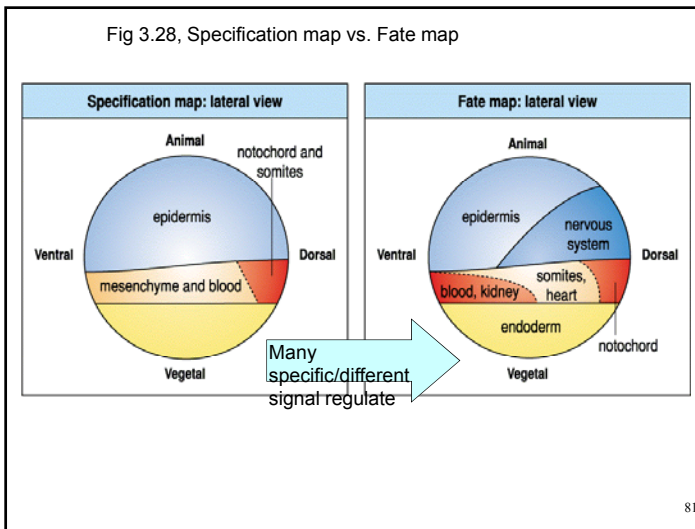 Fig 3.28, Specification map vs. Fate map
Specification map: lateral view
Animal
notochord and
somites
epidermis
Ventral
Dorsal
mesenchyme and blood
Vegetal
Fate map: lateral view
Animal
epidermis
nervous
system
Ventral
Dorsal
blood, kidney
somites,
heart
endoderm
notochord
Vegetal
Many
specific/different
signal regulate
81